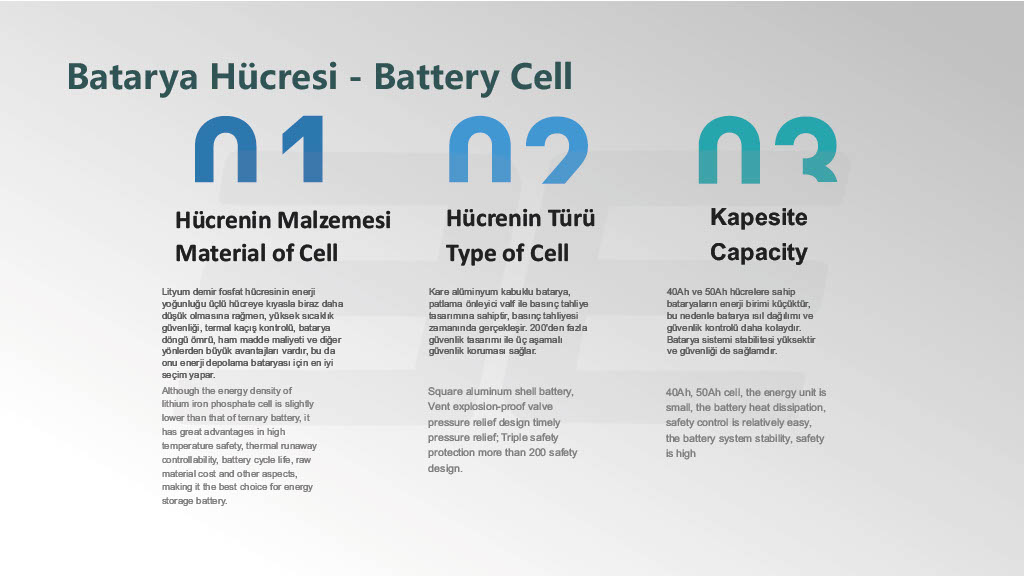 Batarya Hücresi - Battery Cell
01
Hücrenin Malzemesi
Material of Cell
Lityum demir fosfat hücresinin enerji
yoğunluğu üçlü hücreye kıyasla biraz daha
düşük olmasına rağmen, yüksek sıcaklık
güvenliği, termal kaçış kontrolü, batarya
döngü ömrü, ham madde maliyeti ve diğer
yönlerden büyük avantajları vardır, bu da
onu enerji depolama bataryası için en iyi
seçim yapar.
Although the energy density of
lithium iron phosphate cell is slightly
lower than that of ternary battery, it
has great advantages in high
temperature safety, thermal runaway
controllability, battery cycle life, raw
material cost and other aspects,
making it the best choice for energy
storage battery.
02
Hücrenin Türü
Type of Cell
Kare alüminyum kabuklu batarya,
patlama önleyici valf ile basınç tahliye
tasarımına sahiptir, basınç tahliyesi
zamanında gerçekleşir. 200'den fazla
güvenlik tasarımı ile üç aşamalı
güvenlik koruması sağlar.
Square aluminum shell battery,
Vent explosion-proof valve
pressure relief design timely
pressure relief; Triple safety
protection more than 200 safety
design.
03
Kapesite
Capacity
40Ah ve 50Ah hücrelere sahip
bataryaların enerji birimi küçüktür,
bu nedenle batarya ısıl dağılımı ve
güvenlik kontrolü daha kolaydır.
Batarya sistemi stabilitesi yüksektir
ve güvenliği de sağlamdır.
40Ah, 50Ah cell, the energy unit is
small, the battery heat dissipation,
safety control is relatively easy,
the battery system stability, safety
is high